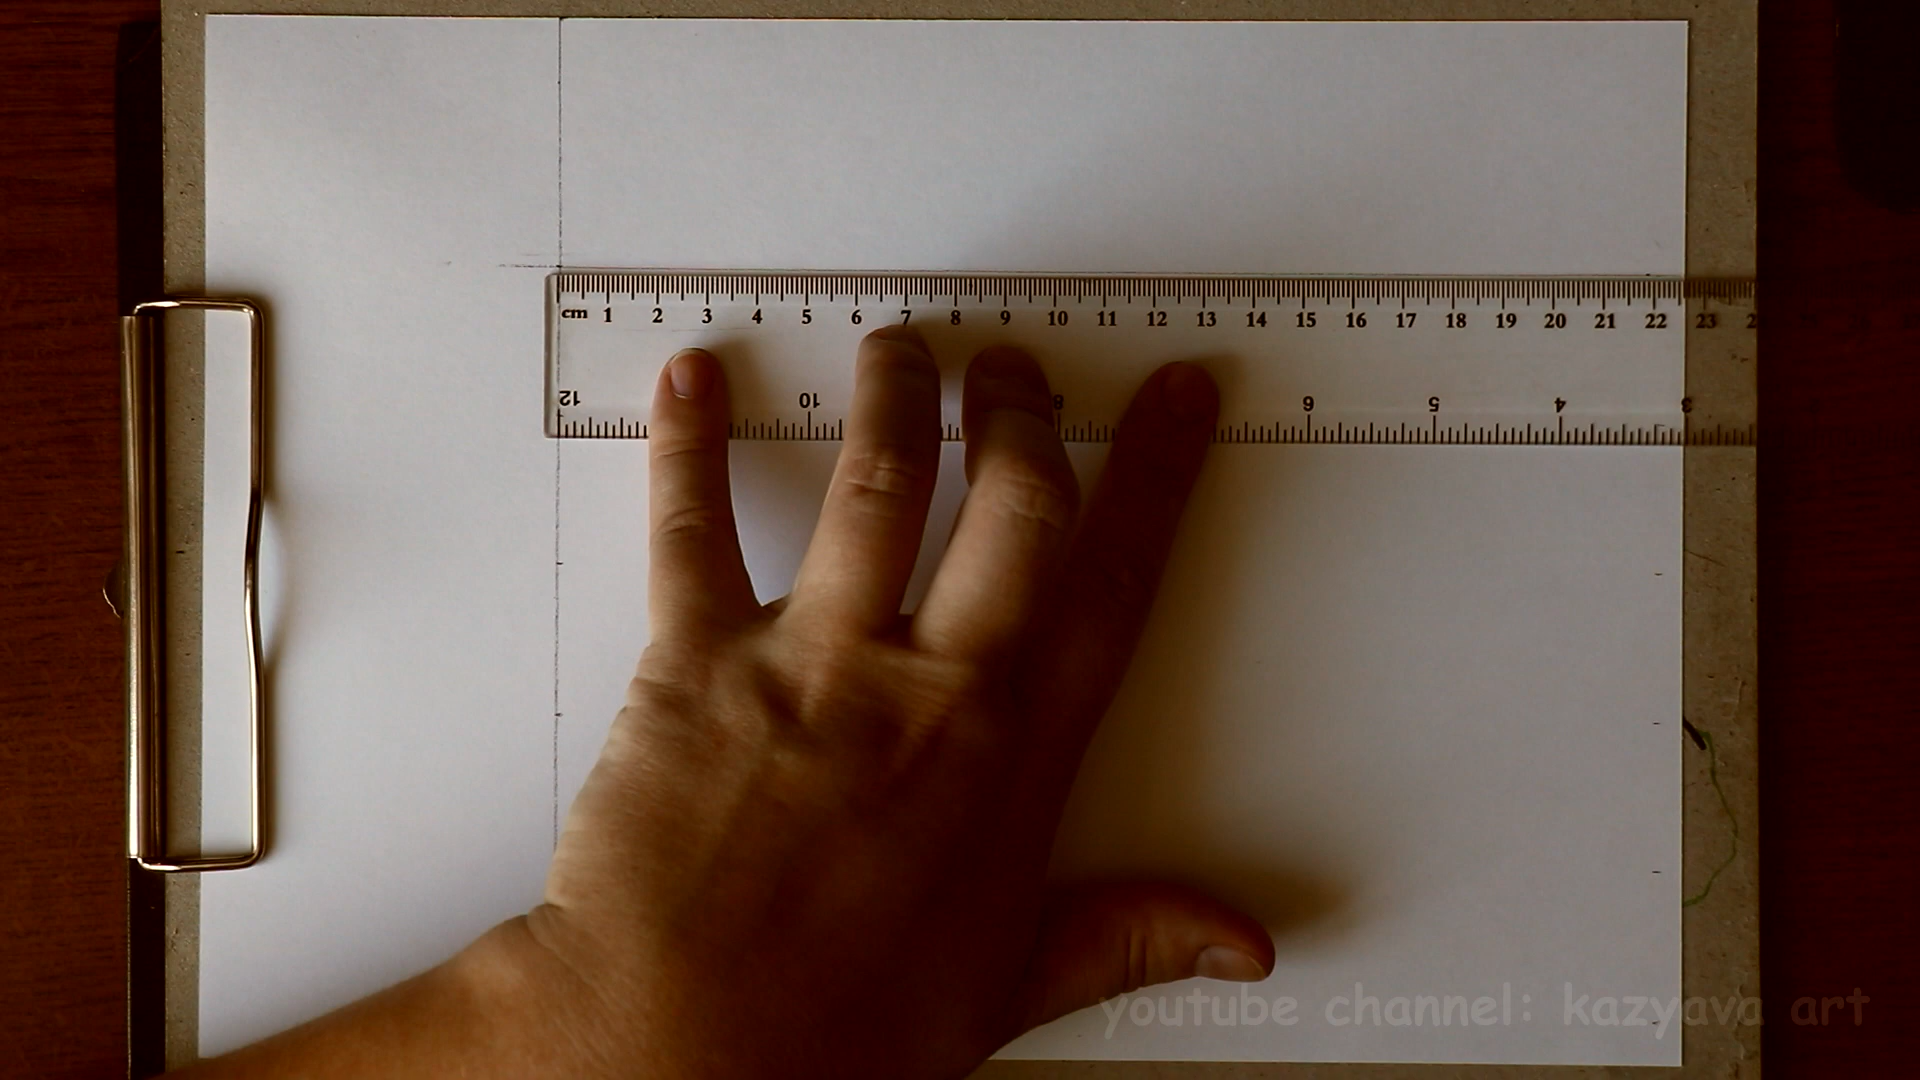 cm 1 2 3 4 5 6 7 8 9 10 11 12 13 14 15 16 17 18 19 20 21 22 23
12 10 8 6 5 4 3
youtube channel: kazyava art